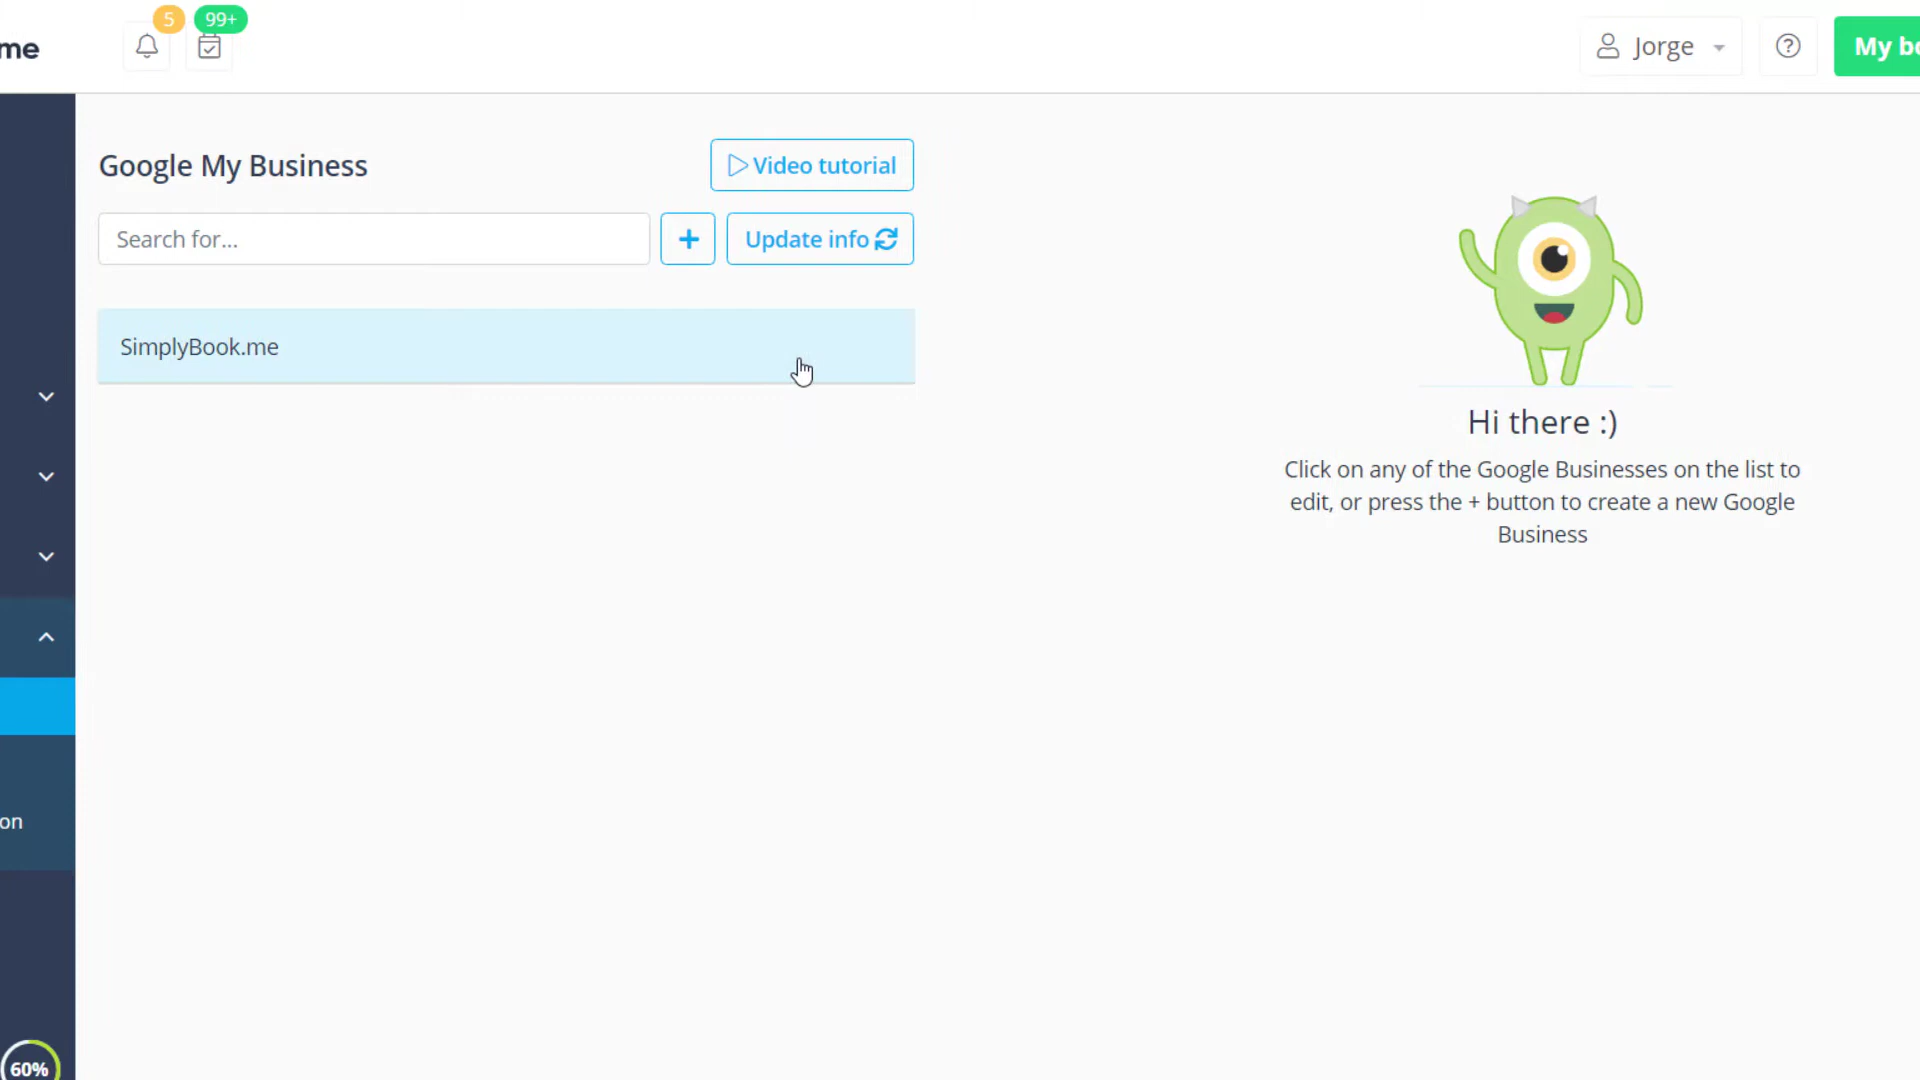 me
5
99+
Jorge
My bo
Google My Business
Video tutorial
Search for...
+
Update info
SimplyBook.me
Hi there :)
Click on any of the Google Businesses on the list to
edit, or press the + button to create a new Google
Business
on
60%